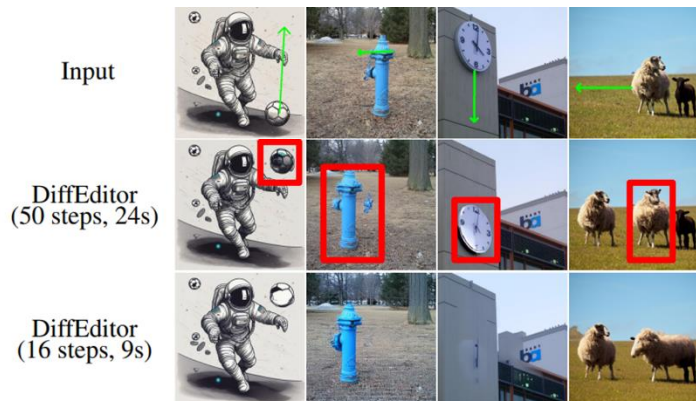 Input
DiffEditor
(50 steps, 24s)
DiffEditor
(16 steps, 9s)